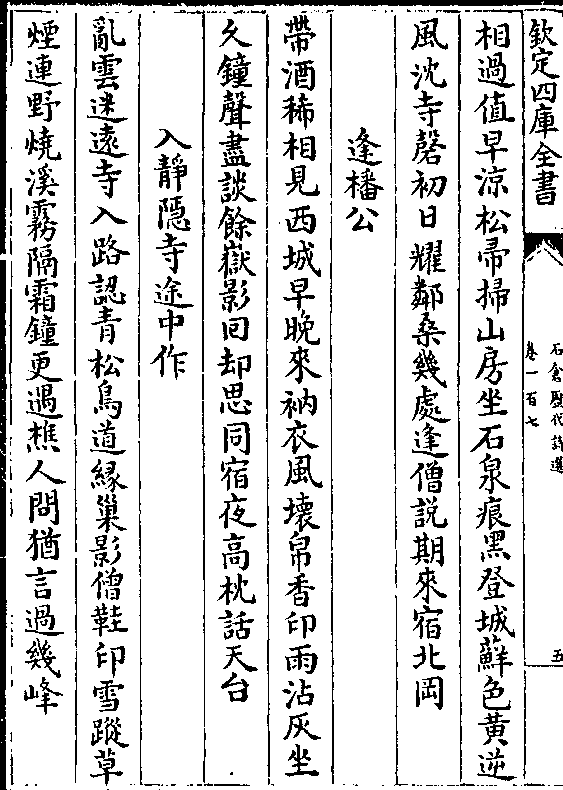 欽定四庫全書
石倉歷代詩選
卷一百七
五
相過值早涼松帚掃山房坐石泉痕黑登城蘚色黃逆
風沈寺磬初日耀鄰桑幾處逢僧説期來宿北岡
逢橎公
帶酒稀相見西城早晚來衲衣風壊帛香印雨沾灰坐
久鐘聲盡談餘嶽影回却思同宿夜高枕話天台
入靜隱寺途中作
亂雲迷遠寺入路認青松鳥道緣巢影僧鞋印雪蹤草
煙連野燒溪霧隔霜鐘更遇樵人問猶言過幾峰